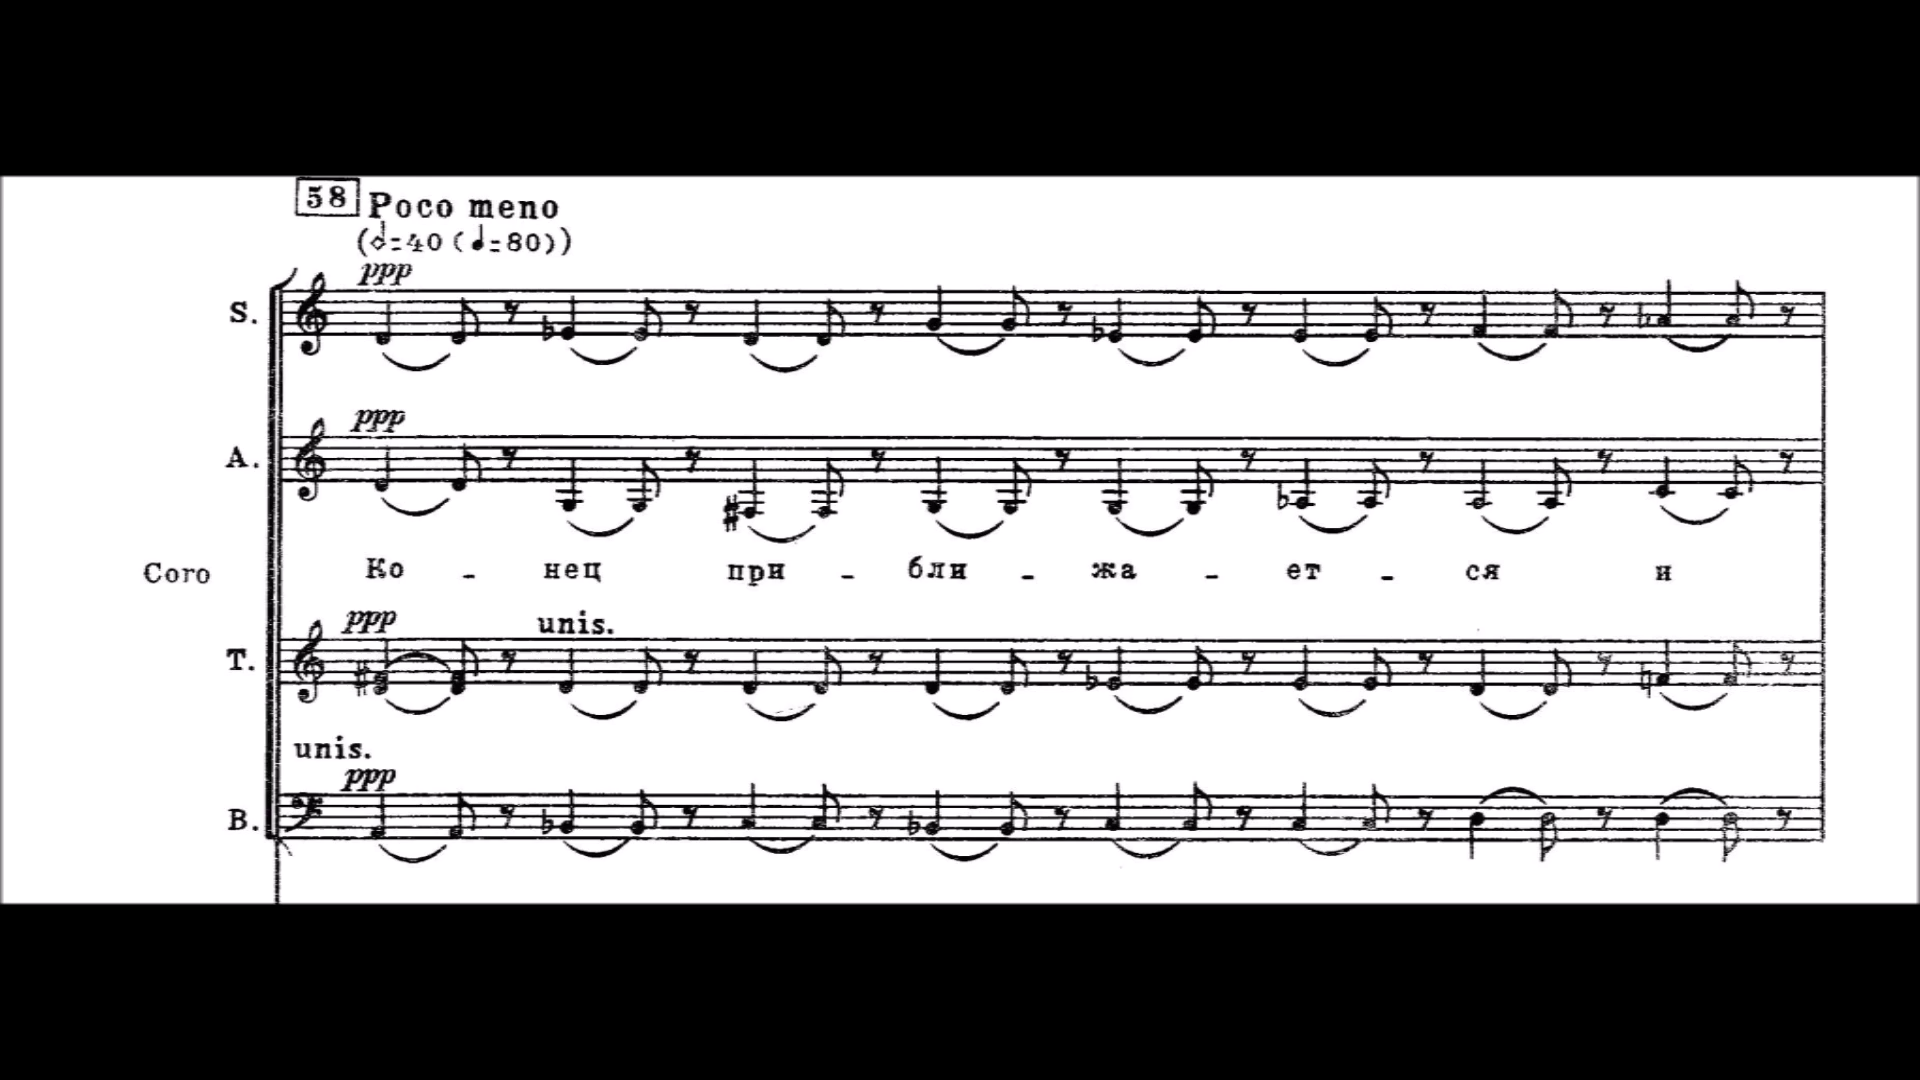 58 Poco meno
(𝅗𝅥=40 (♩=80))
ppp
S.
ppp
A.
Coro Ко - нец при - бли - жа - ет - ся и
ppp unis.
T.
unis.
ppp
B.